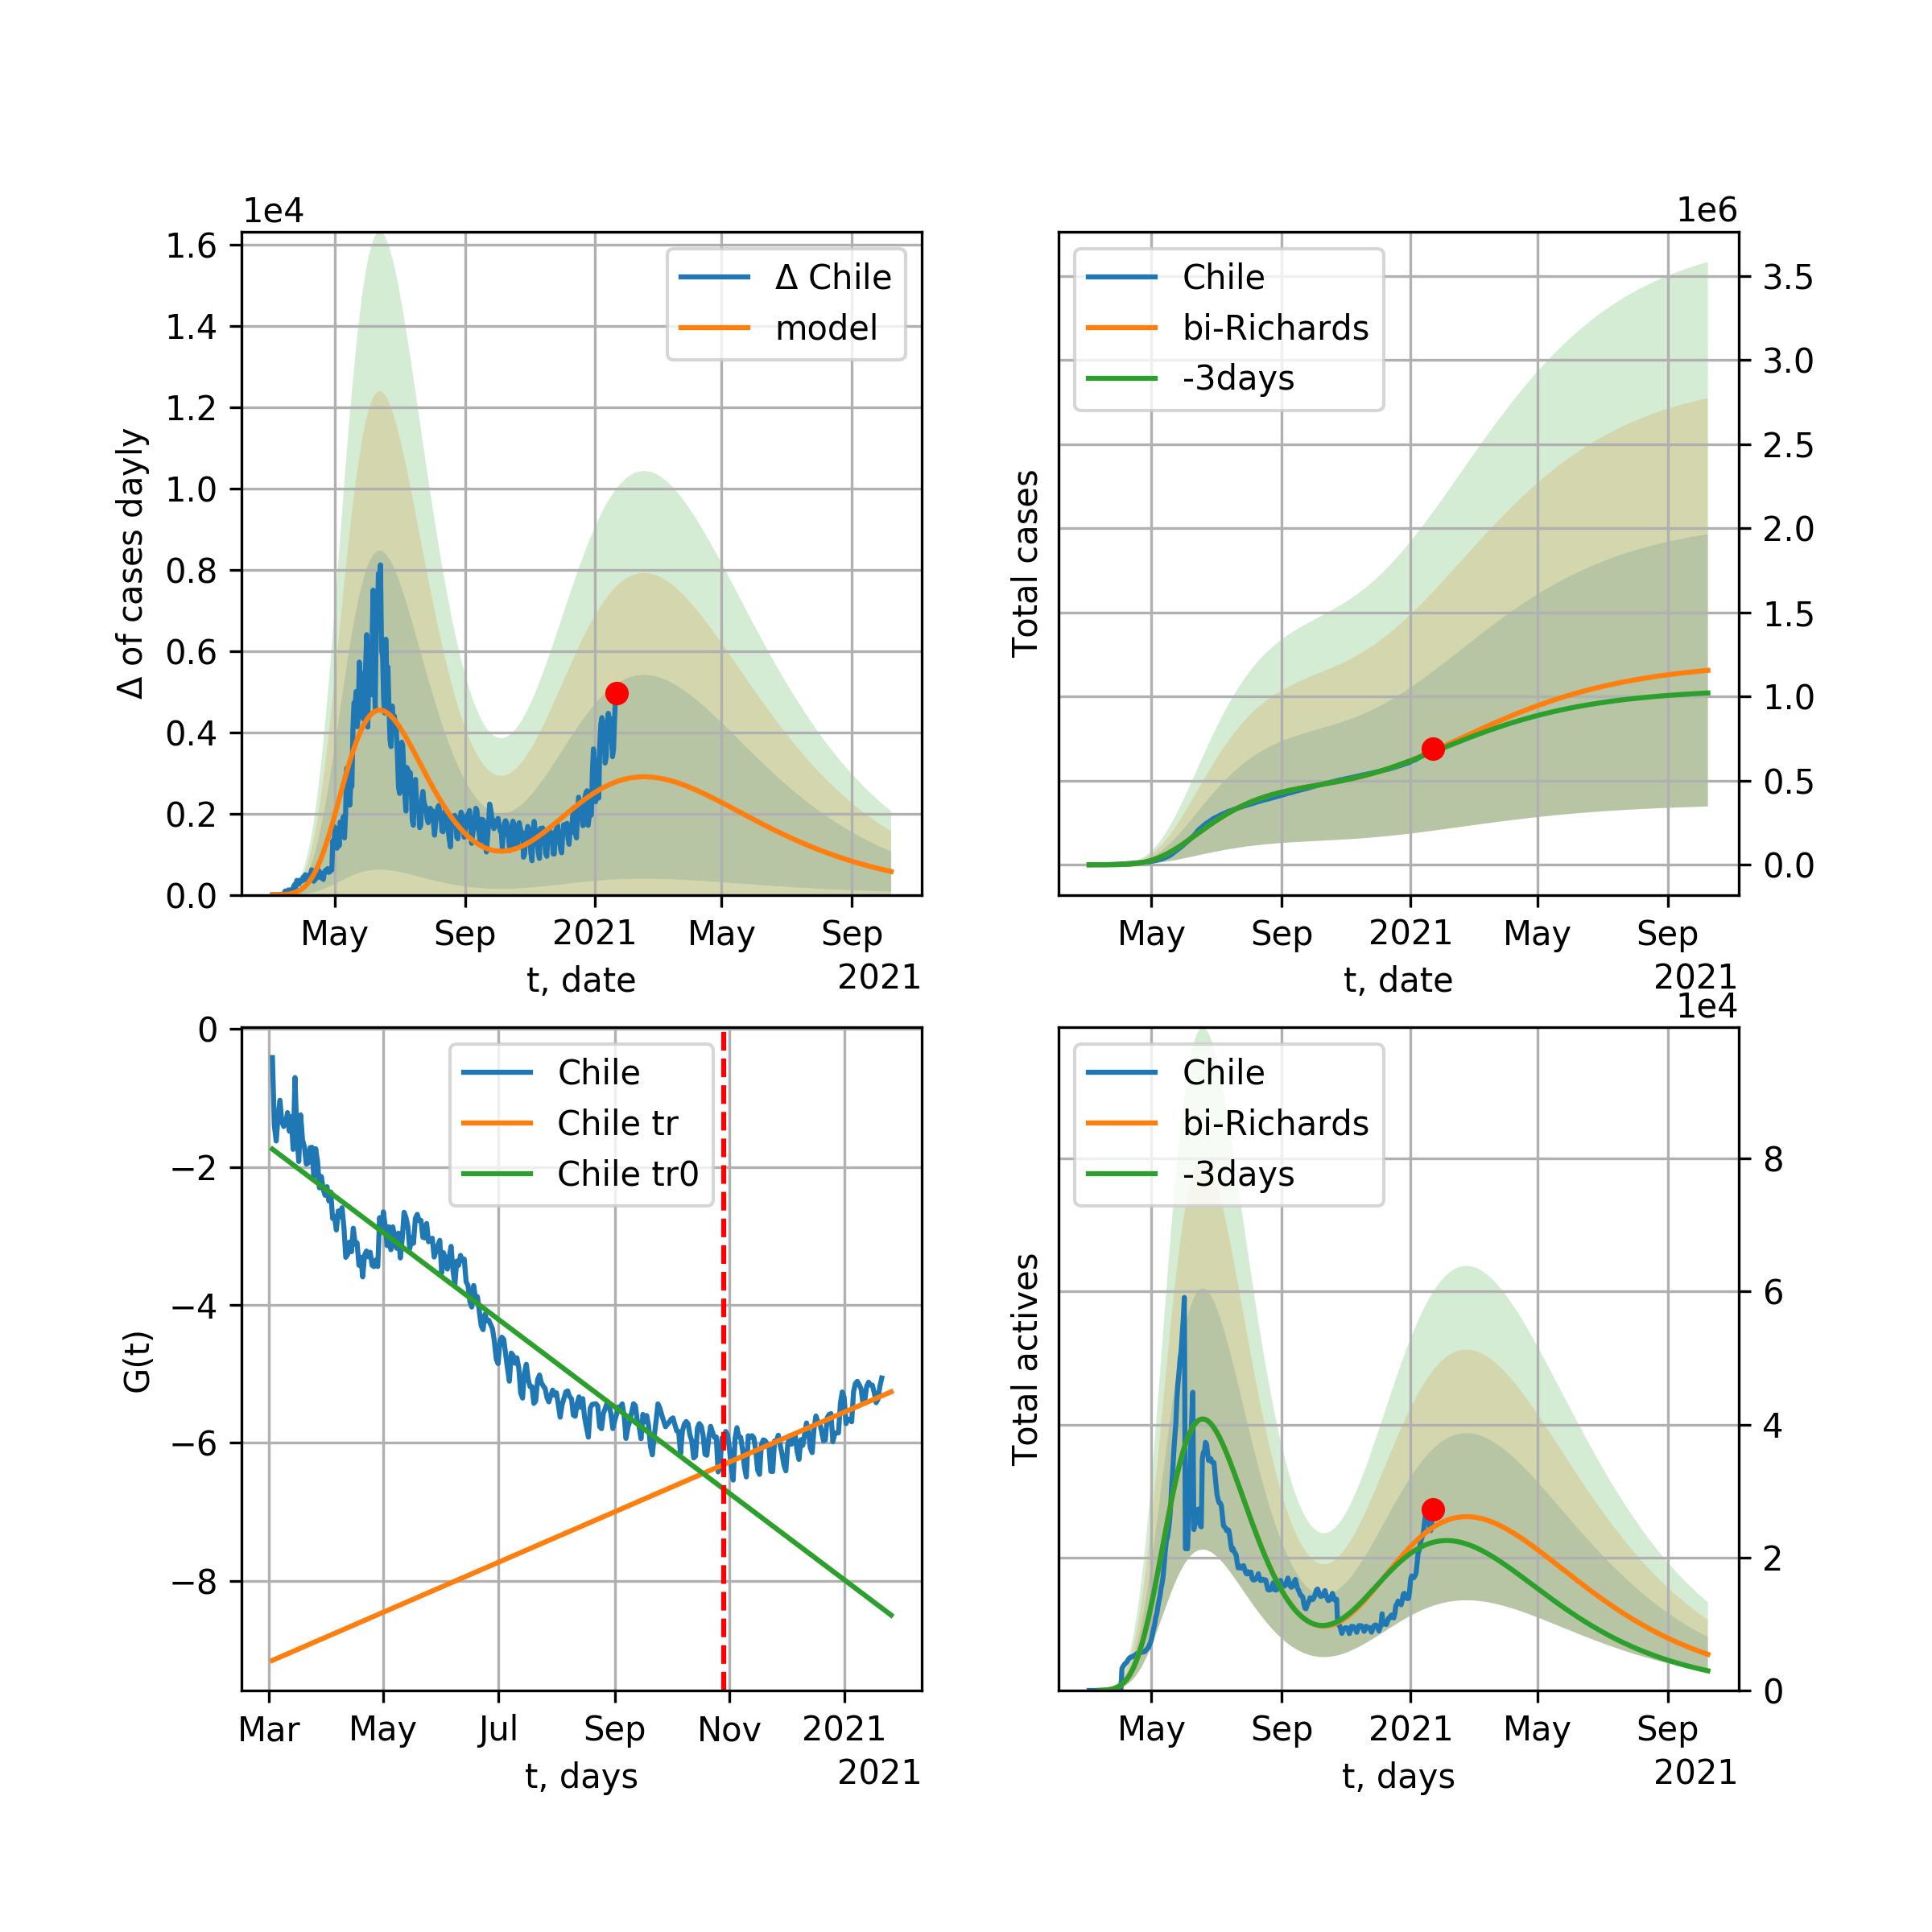 1e4
1.6
1.4
1.2
1.0
0.8
0.6
0.4
0.2
0.0
Δ of cases dayly
Δ Chile
model
May Sep 2021 May Sep
t, date
2021
1e6
Chile
bi-Richards
-3days
Total cases
3.5
3.0
2.5
2.0
1.5
1.0
0.5
0.0
May Sep 2021 May Sep
t, date
2021
0
−2
−4
−6
−8
G(t)
Chile
Chile tr
Chile tr0
Mar May Jul Sep Nov 2021
t, days
2021
1e4
Chile
bi-Richards
-3days
Total actives
8
6
4
2
0
May Sep 2021 May Sep
t, days
2021